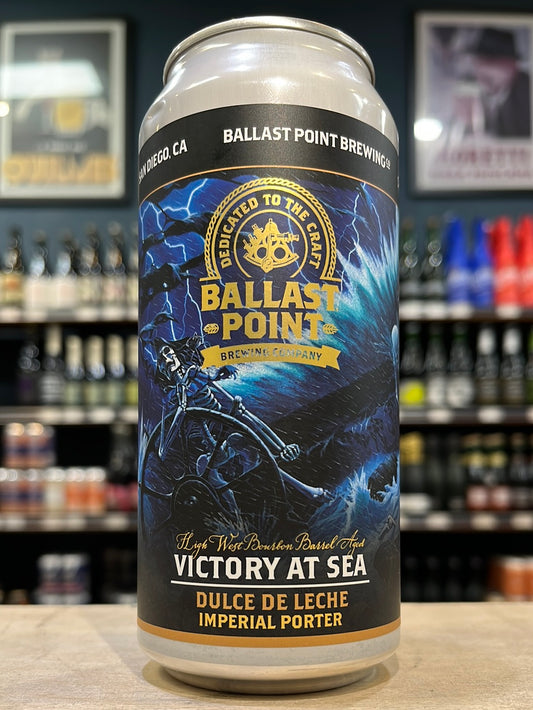 SAN DIEGO, CA
BALLAST POINT BREWING CO
DEDICATED TO THE CRAFT
BALLAST
POINT
BREWING COMPANY
High West Bourbon Barrel Aged
VICTORY AT SEA
DULCE DE LECHE
IMPERIAL PORTER